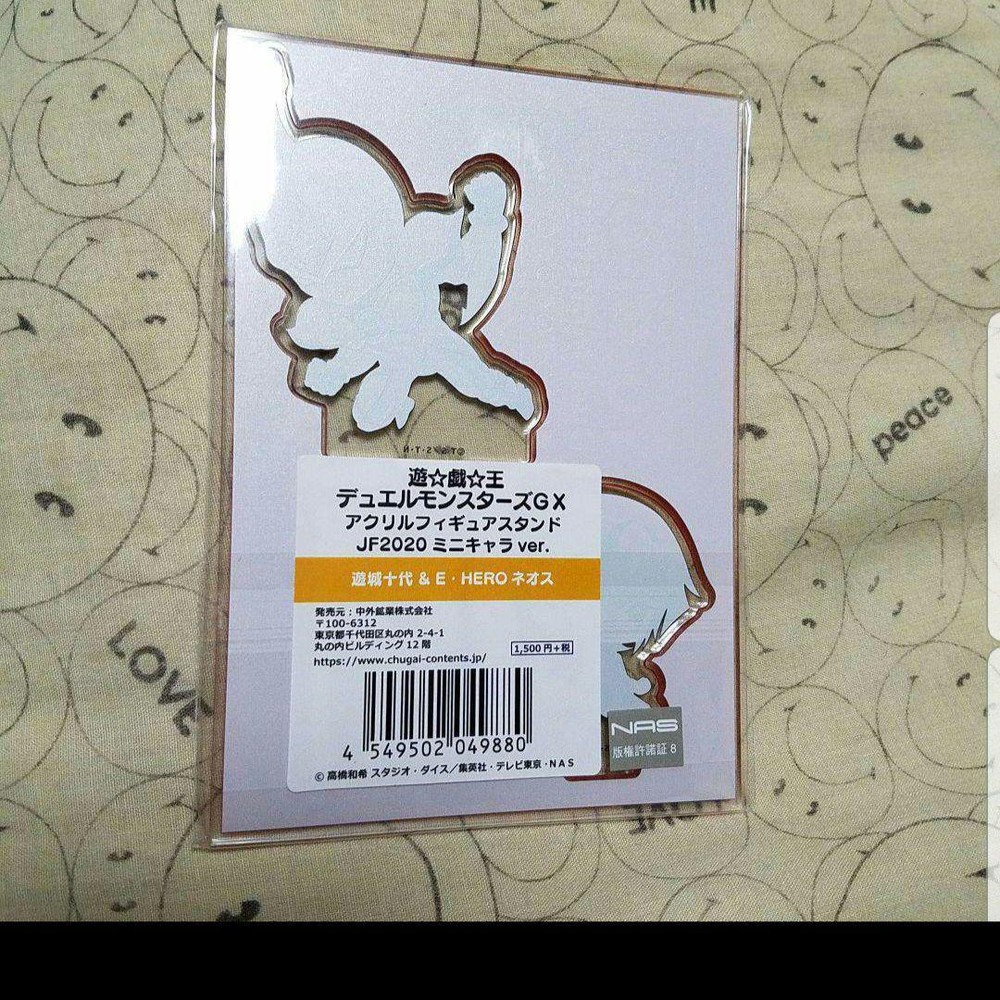 И・T・S
遊☆戯☆王
デュエルモンスターズGX
アクリルフィギュアスタンド
JF2020 ミニキャラ ver.
遊城十代 & E・HERO ネオス
発売元：中外鉱業株式会社
〒100-6312
東京都千代田区丸の内 2-4-1
丸の内ビルディング 12 階
1,500 円+税
https://www.chugai-contents.jp/
4 549502 049880
© 高橋和希 スタジオ・ダイス／集英社・テレビ東京・NAS
NAS
版権許諾証 8
peace
LOVE